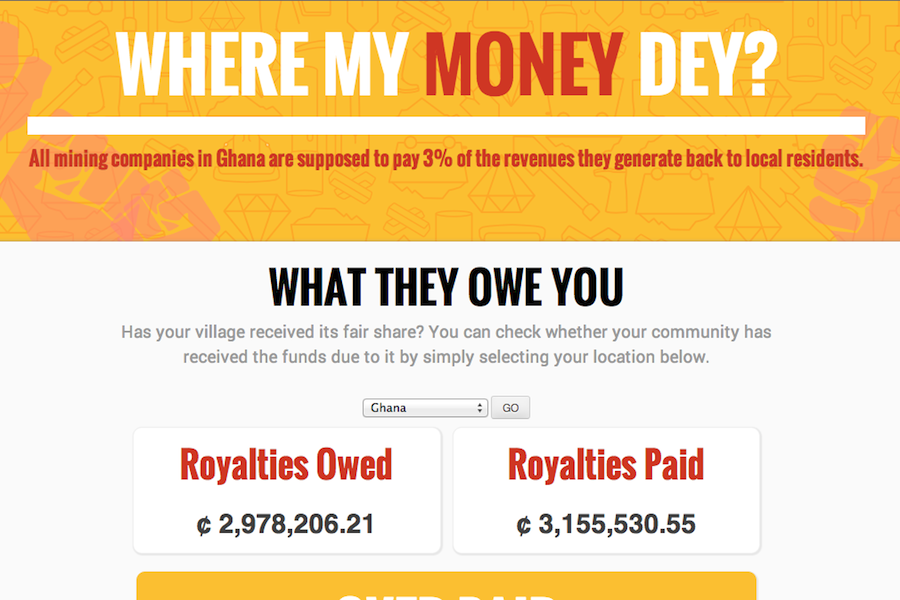 WHERE MY MONEY DEY?
All mining companies in Ghana are supposed to pay 3% of the revenues they generate back to local residents.
WHAT THEY OWE YOU
Has your village received its fair share? You can check whether your community has
received the funds due to it by simply selecting your location below.
Ghana GO
Royalties Owed
Royalties Paid
¢ 2,978,206.21
¢ 3,155,530.55